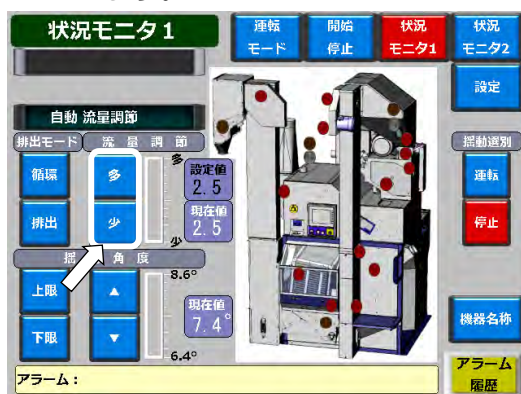 状況モニタ1
運転
モード
開始
停止
状況
モニタ1
状況
モニタ2
設定
自動 流量調節
排出モード
流 量 調 節
循環
多
多
設定値
2.5
排出
少
現在値
2.5
少
揺 角 度
上限
▲
8.6°
現在値
7.4°
下限
▼
6.4°
揺動選別
運転
停止
機器名称
アラーム:
アラーム
履歴